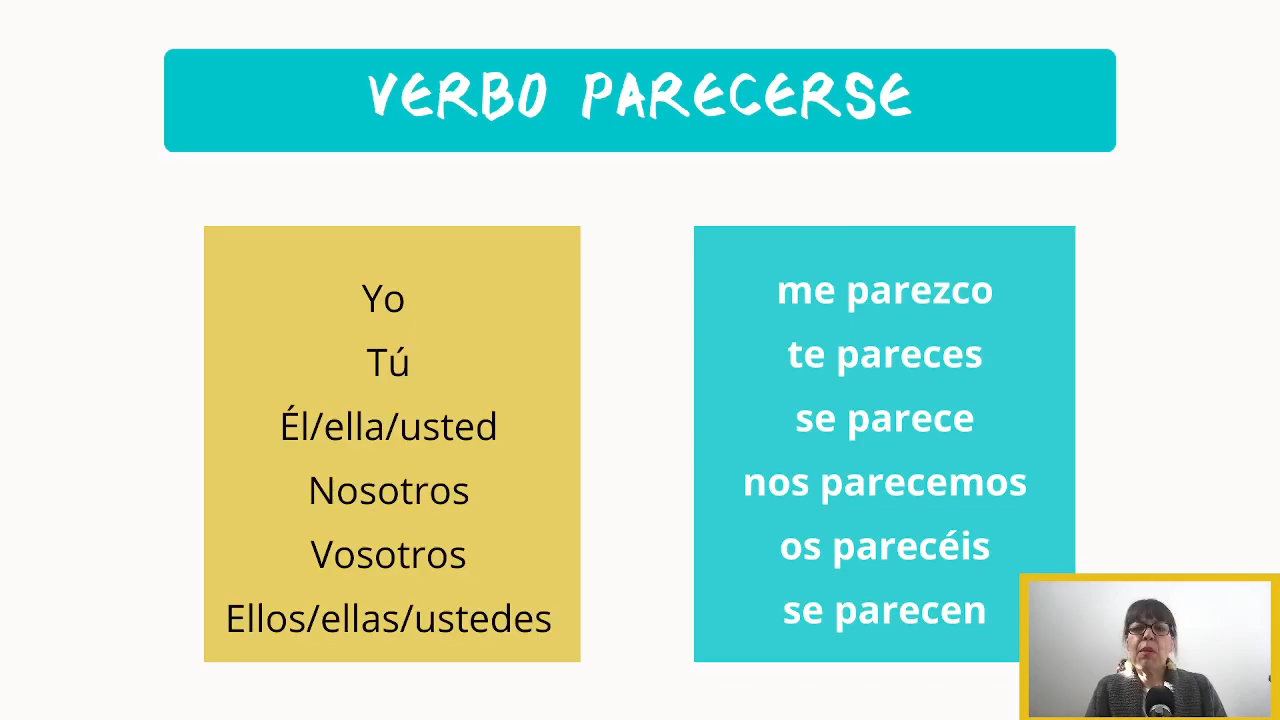 VERBO PARECERSE
Yo
Tú
Él/ella/usted
Nosotros
Vosotros
Ellos/ellas/ustedes
me parezco
te pareces
se parece
nos parecemos
os parecéis
se parecen